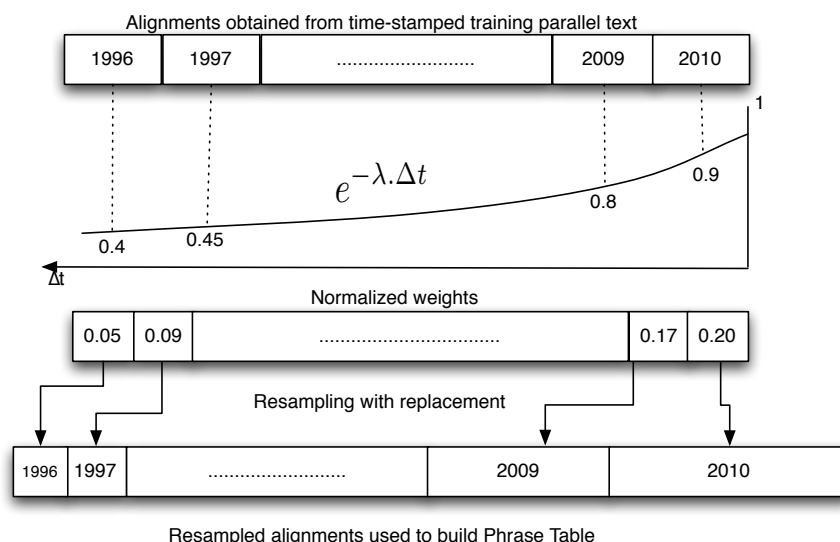 Alignments obtained from time-stamped training parallel text
1996 1997 ........................... 2009 2010
1
e^{-λ.Δt}
0.9
0.8
0.45
0.4
Δt
Normalized weights
0.05 0.09 ................................... 0.17 0.20
Resampling with replacement
1996 1997 ........................... 2009 2010
Resampled alignments used to build Phrase Table